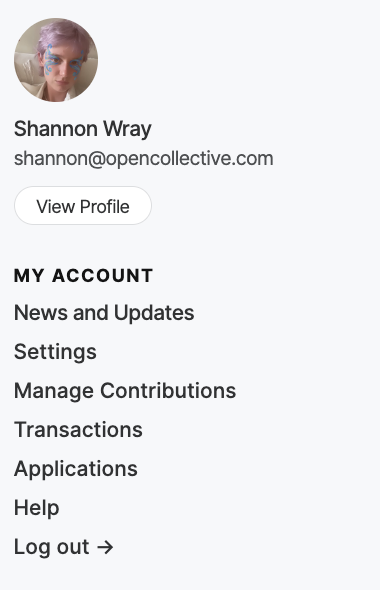 Shannon Wray
shannon@opencollective.com
View Profile
MY ACCOUNT
News and Updates
Settings
Manage Contributions
Transactions
Applications
Help
Log out →